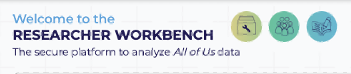 Welcome to the
RESEARCHER WORKBENCH
The secure platform to analyze All of Us data